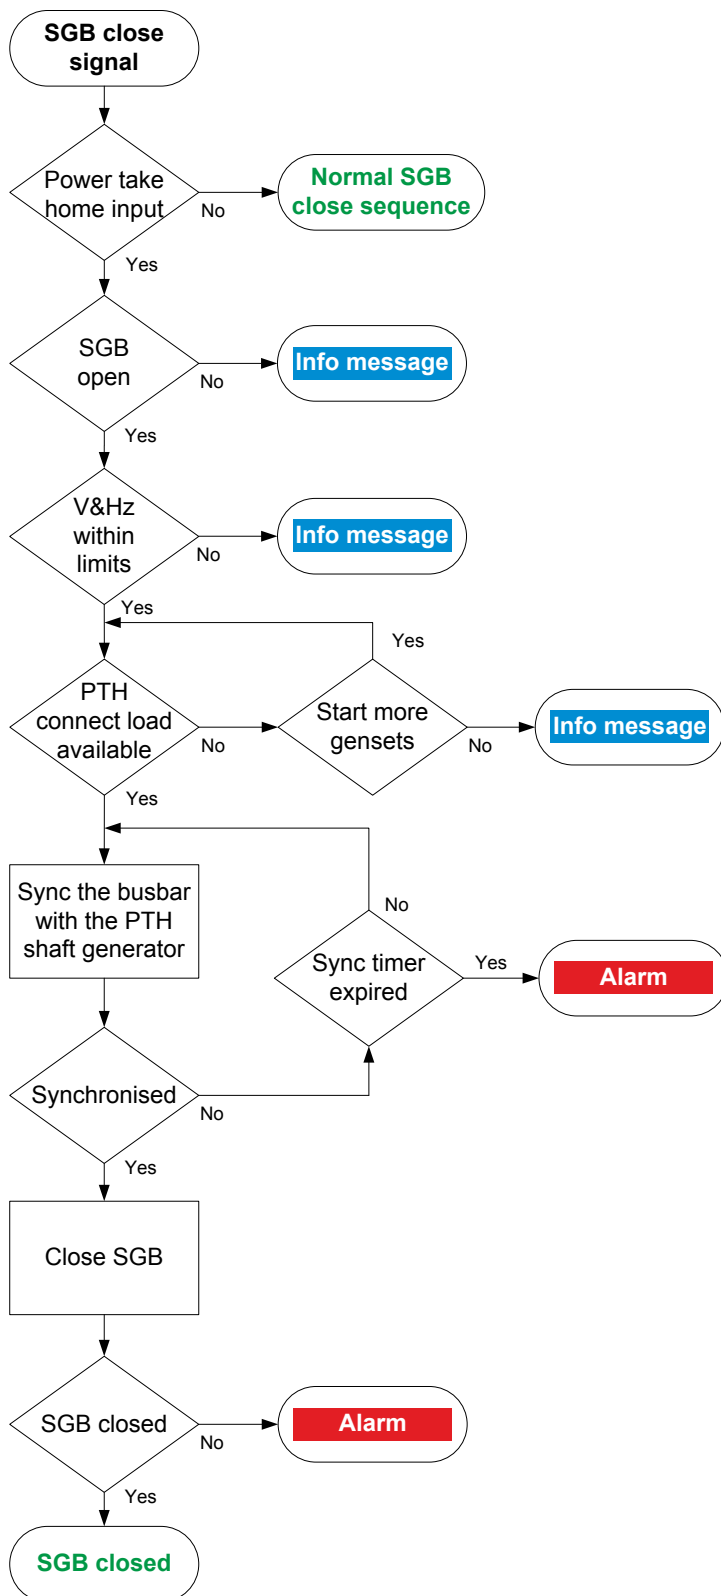 SGB close
signal
Power take
home input
No
Normal SGB
close sequence
Yes
SGB
open
No
Info message
Yes
V&Hz
within
limits
No
Info message
Yes
Yes
PTH
connect load
available
No
Start more
gensets
No
Info message
Yes
Sync the busbar
with the PTH
shaft generator
No
Sync timer
expired
Yes
Alarm
Synchronised
No
Yes
Close SGB
SGB closed
No
Alarm
Yes
SGB closed